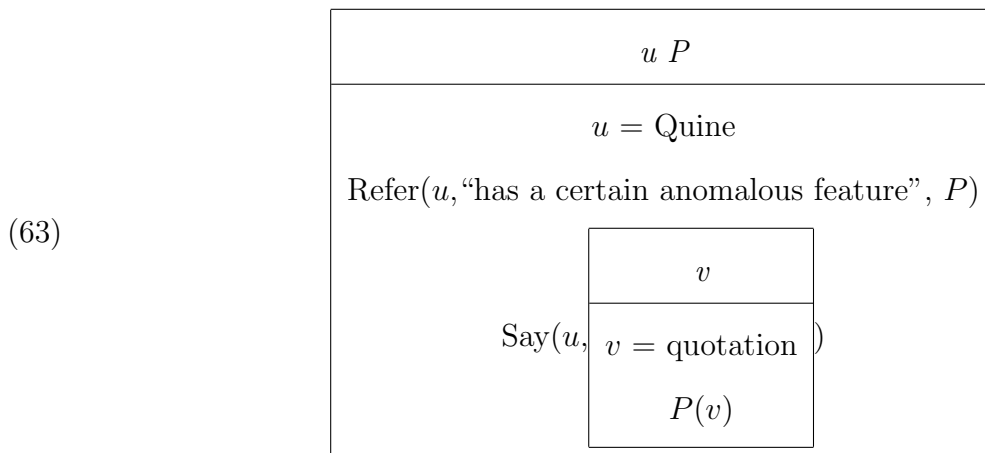 u P
u = Quine
Refer(u,“has a certain anomalous feature”, P)
(63)
v
Say(u, v = quotation )
P(v)